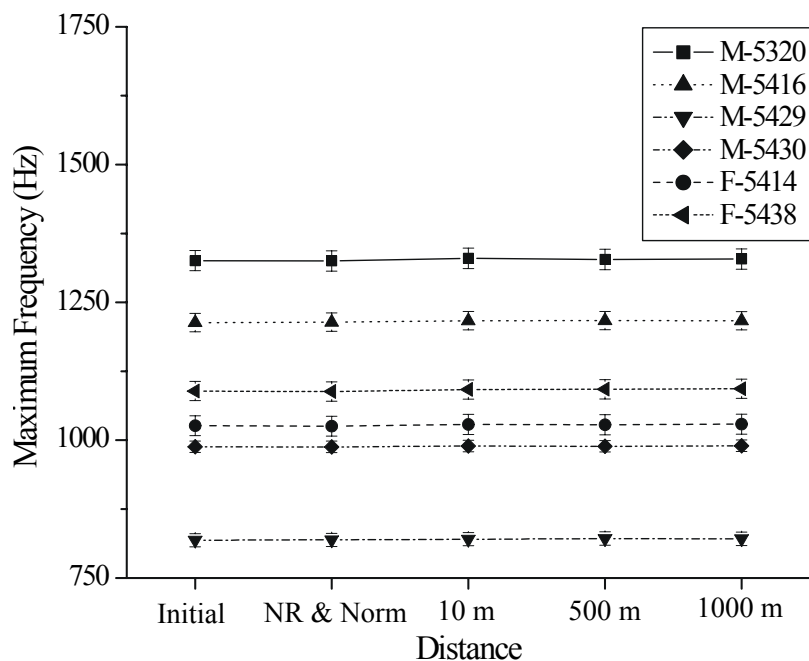 1750
1500
1250
1000
750
Maximum Frequency (Hz)
M-5320
M-5416
M-5429
M-5430
F-5414
F-5438
Initial
NR & Norm
10 m
500 m
1000 m
Distance